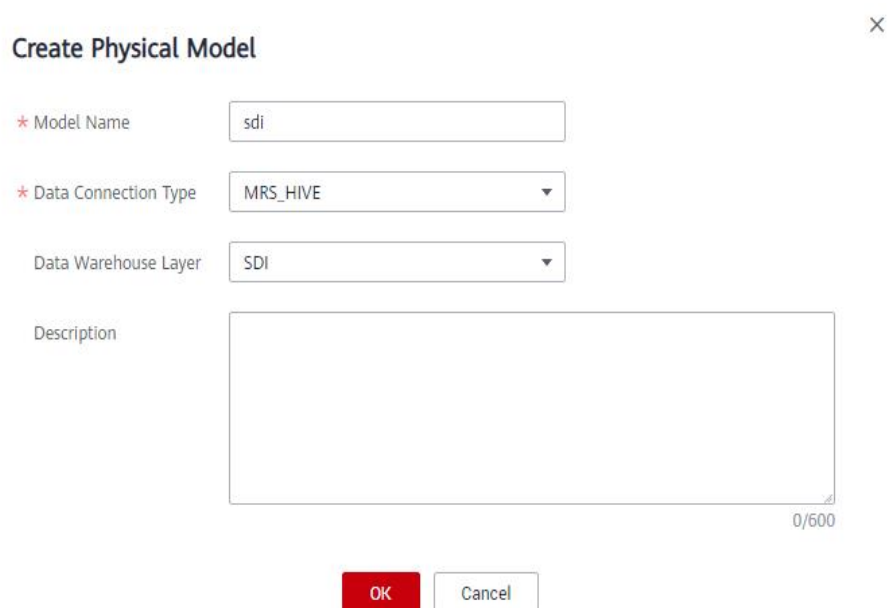 Create Physical Model
* Model Name sdi
* Data Connection Type MRS_HIVE
Data Warehouse Layer SDI
Description
0/600
OK Cancel